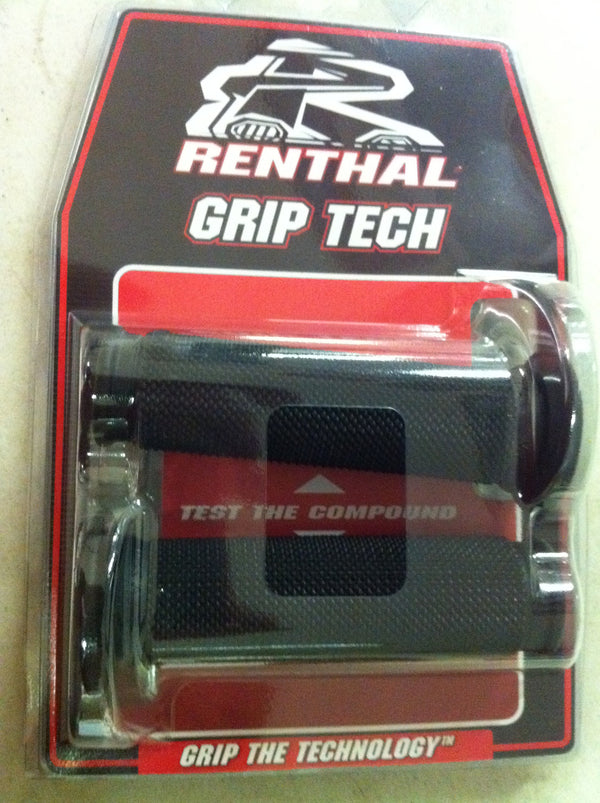 RENTHAL
GRIP TECH
TEST THE COMPOUND
GRIP THE TECHNOLOGY™